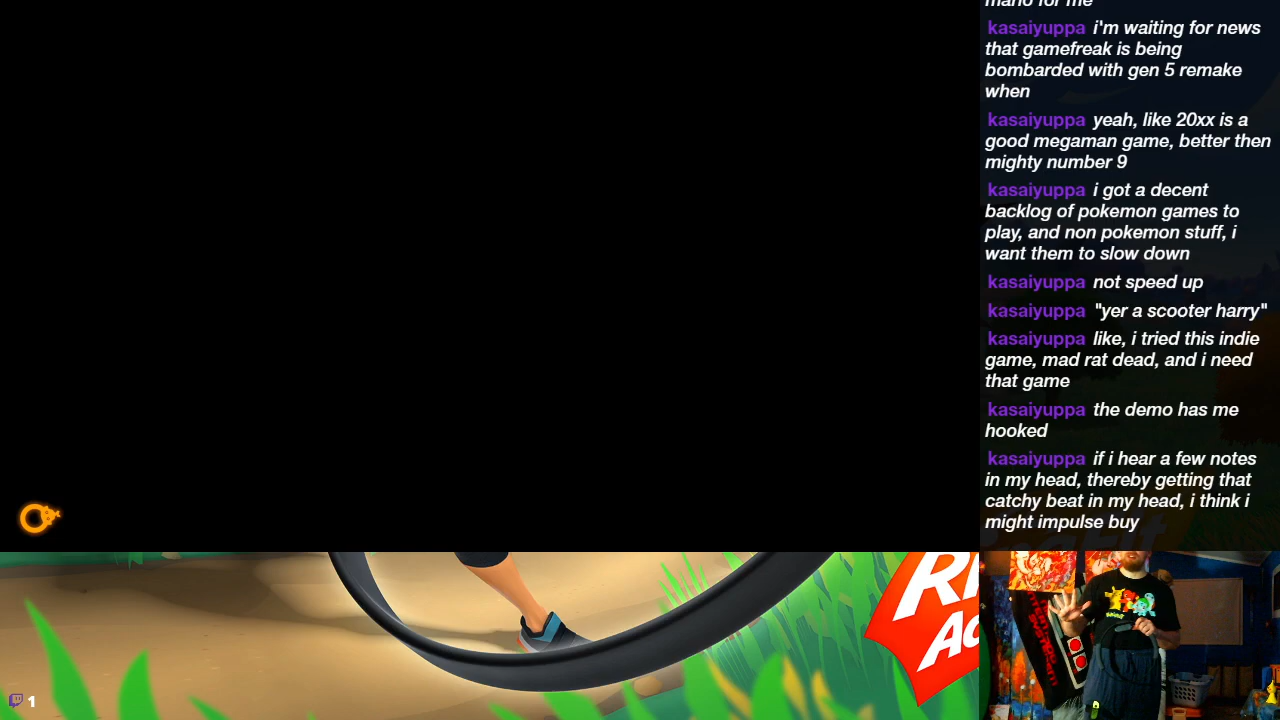 mario for me
kasaiyuppa i'm waiting for news
that gamefreak is being
bombarded with gen 5 remake
when
kasaiyuppa yeah, like 20xx is a
good megaman game, better then
mighty number 9
kasaiyuppa i got a decent
backlog of pokemon games to
play, and non pokemon stuff, i
want them to slow down
kasaiyuppa not speed up
kasaiyuppa "yer a scooter harry"
kasaiyuppa like, i tried this indie
game, mad rat dead, and i need
that game
kasaiyuppa the demo has me
hooked
kasaiyuppa if i hear a few notes
in my head, thereby getting that
catchy beat in my head, i think i
might impulse buy
1